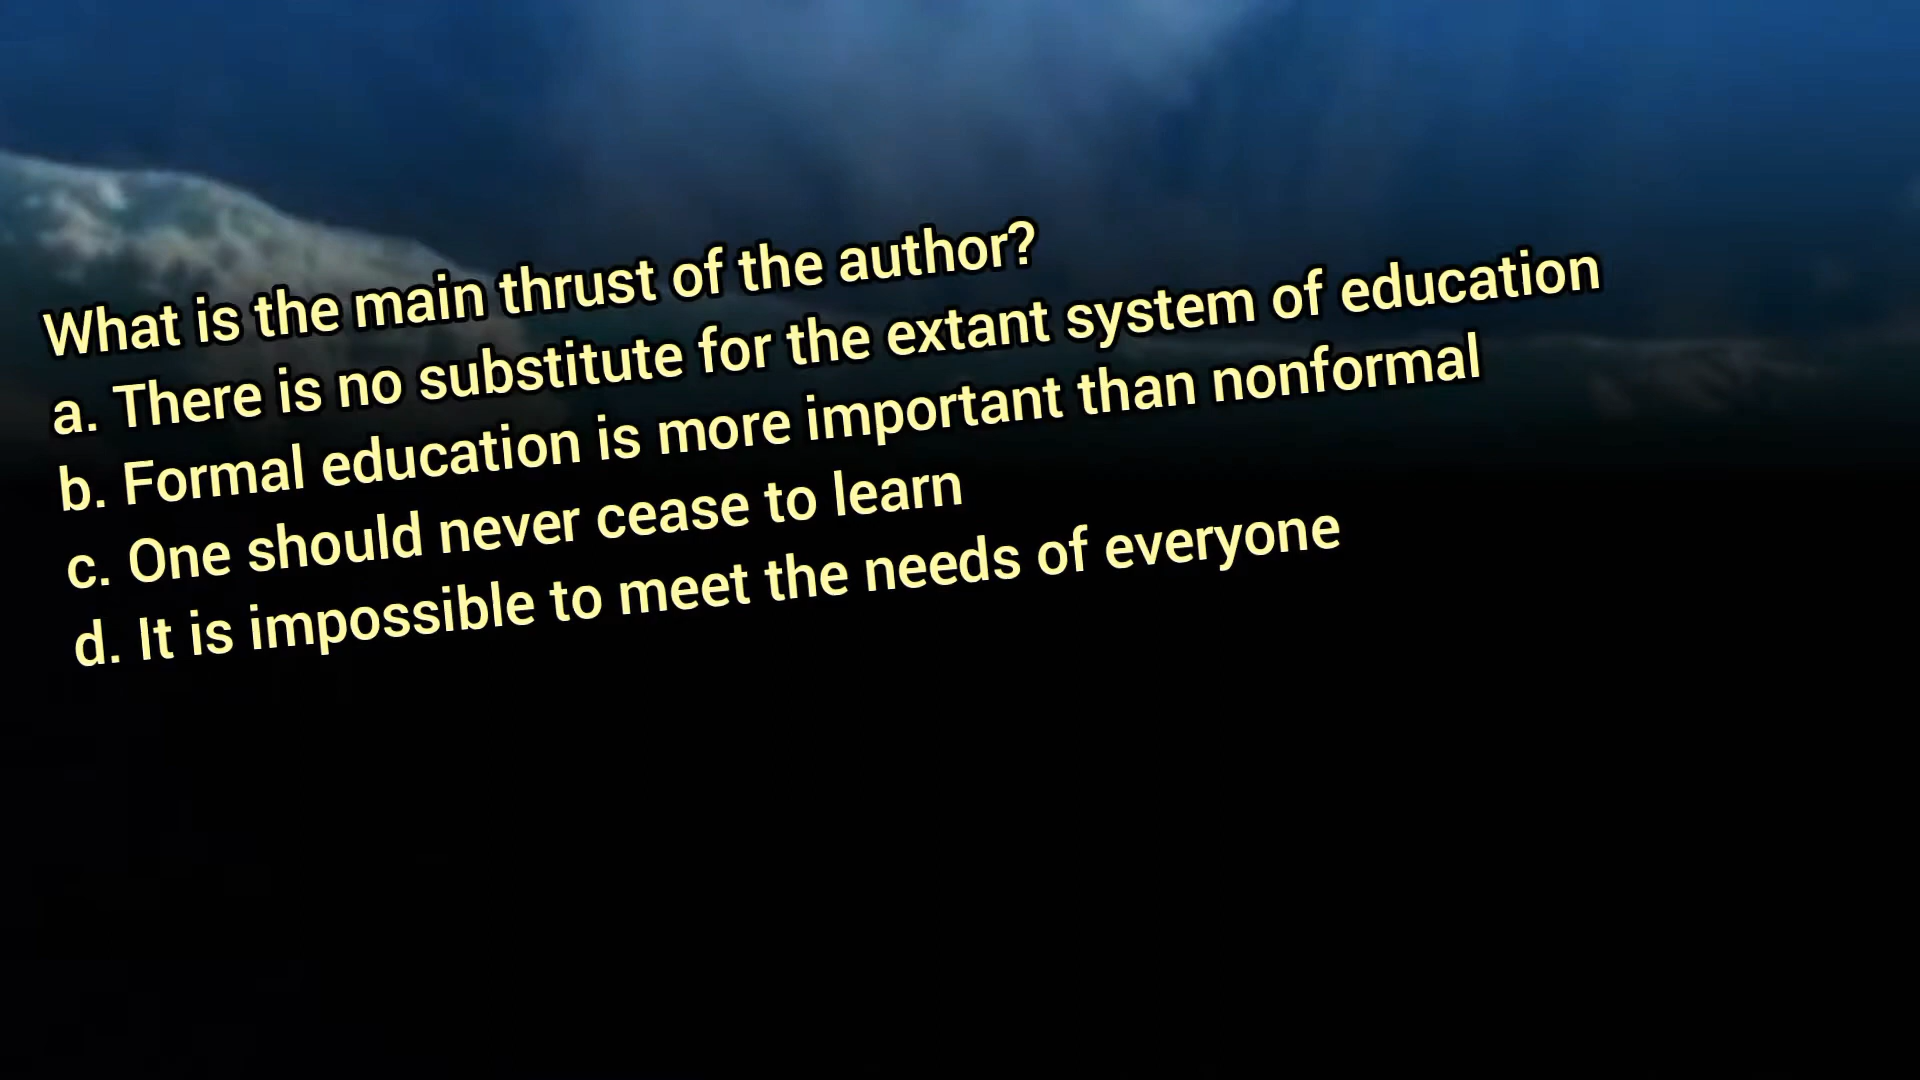 What is the main thrust of the author?
a. There is no substitute for the extant system of education
b. Formal education is more important than nonformal
c. One should never cease to learn
d. It is impossible to meet the needs of everyone